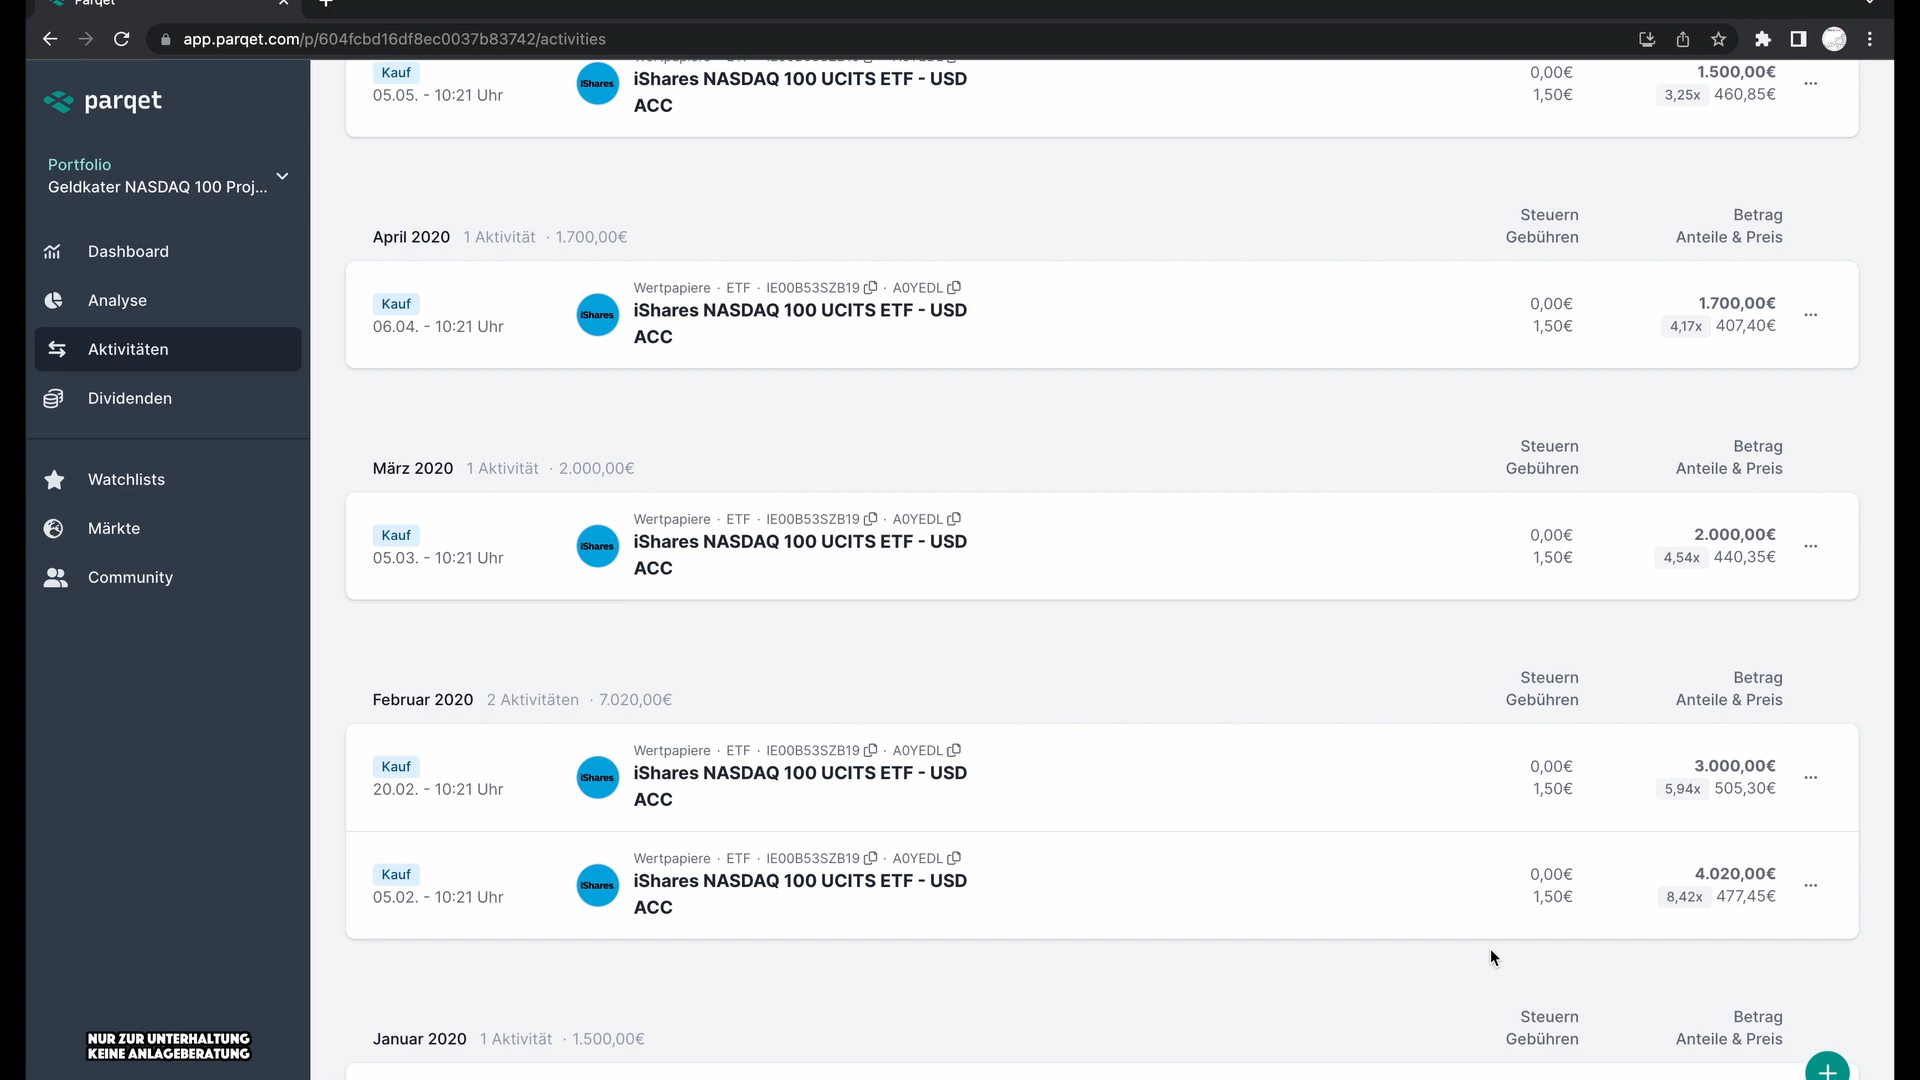 Parqet
app.parqet.com/p/604fcbd16df8ec0037b83742/activities
parqet
Portfolio
Geldkater NASDAQ 100 Proj...
Dashboard
Analyse
Aktivitäten
Dividenden
Watchlists
Märkte
Community
NUR ZUR UNTERHALTUNG
KEINE ANLAGEBERATUNG
Kauf
05.05. - 10:21 Uhr
iShares
iShares NASDAQ 100 UCITS ETF - USD
ACC
0,00€
1,50€
1.500,00€
3,25x 460,85€
April 2020 1 Aktivität · 1.700,00€
Steuern
Gebühren
Betrag
Anteile & Preis
Kauf
06.04. - 10:21 Uhr
iShares
Wertpapiere · ETF · IE00B53SZB19 · A0YEDL
iShares NASDAQ 100 UCITS ETF - USD
ACC
0,00€
1,50€
1.700,00€
4,17x 407,40€
März 2020 1 Aktivität · 2.000,00€
Steuern
Gebühren
Betrag
Anteile & Preis
Kauf
05.03. - 10:21 Uhr
iShares
Wertpapiere · ETF · IE00B53SZB19 · A0YEDL
iShares NASDAQ 100 UCITS ETF - USD
ACC
0,00€
1,50€
2.000,00€
4,54x 440,35€
Februar 2020 2 Aktivitäten · 7.020,00€
Steuern
Gebühren
Betrag
Anteile & Preis
Kauf
20.02. - 10:21 Uhr
iShares
Wertpapiere · ETF · IE00B53SZB19 · A0YEDL
iShares NASDAQ 100 UCITS ETF - USD
ACC
0,00€
1,50€
3.000,00€
5,94x 505,30€
Kauf
05.02. - 10:21 Uhr
iShares
Wertpapiere · ETF · IE00B53SZB19 · A0YEDL
iShares NASDAQ 100 UCITS ETF - USD
ACC
0,00€
1,50€
4.020,00€
8,42x 477,45€
Januar 2020 1 Aktivität · 1.500,00€
Steuern
Gebühren
Betrag
Anteile & Preis